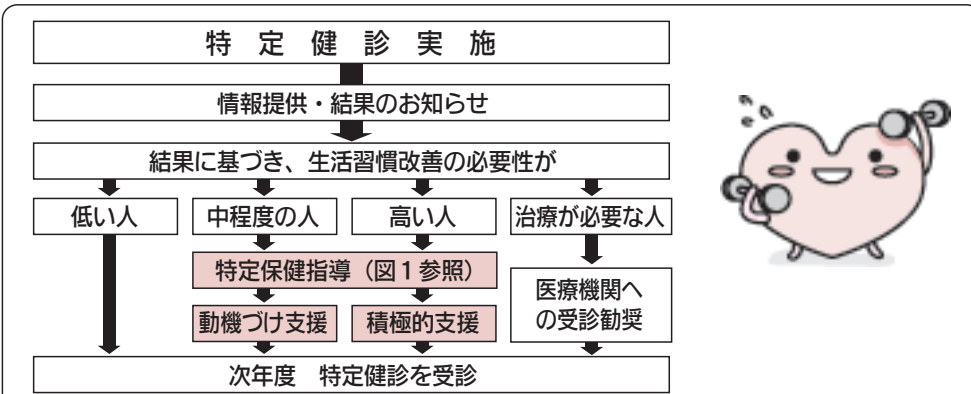 特定健診実施
情報提供・結果のお知らせ
結果に基づき、生活習慣改善の必要性が
低い人
中程度の人
高い人
治療が必要な人
特定保健指導（図１参照）
動機づけ支援
積極的支援
医療機関へ
の受診勧奨
次年度　特定健診を受診